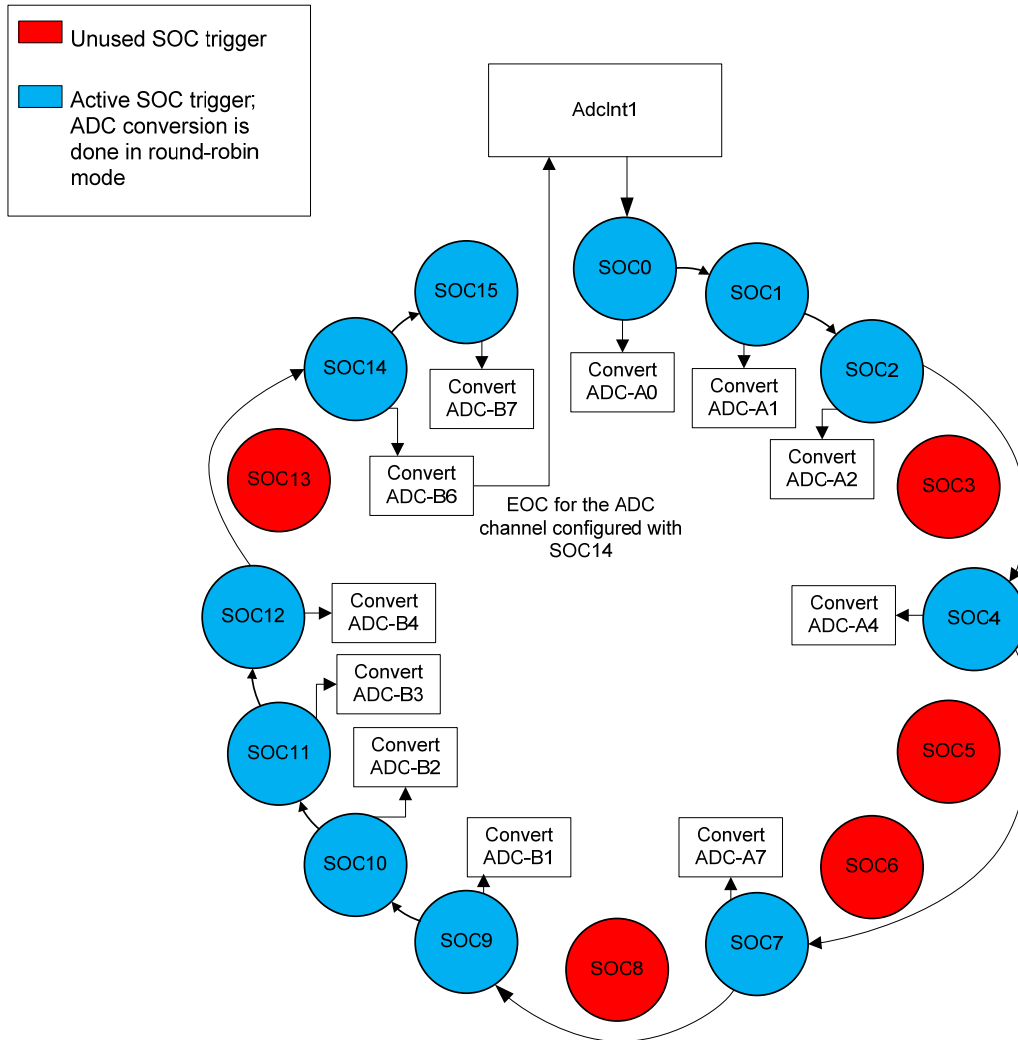 Unused SOC trigger
Active SOC trigger;
ADC conversion is
done in round-robin
mode
AdcInt1
SOC0
SOC1
SOC2
SOC15
SOC14
Convert
ADC-B7
Convert
ADC-A0
Convert
ADC-A1
Convert
ADC-A2
Convert
ADC-B6
EOC for the ADC
channel configured with
SOC14
SOC13
SOC3
SOC12
Convert
ADC-B4
Convert
ADC-A4
SOC4
Convert
ADC-B3
SOC11
Convert
ADC-B2
SOC5
SOC10
Convert
ADC-B1
Convert
ADC-A7
SOC6
SOC9
SOC8
SOC7